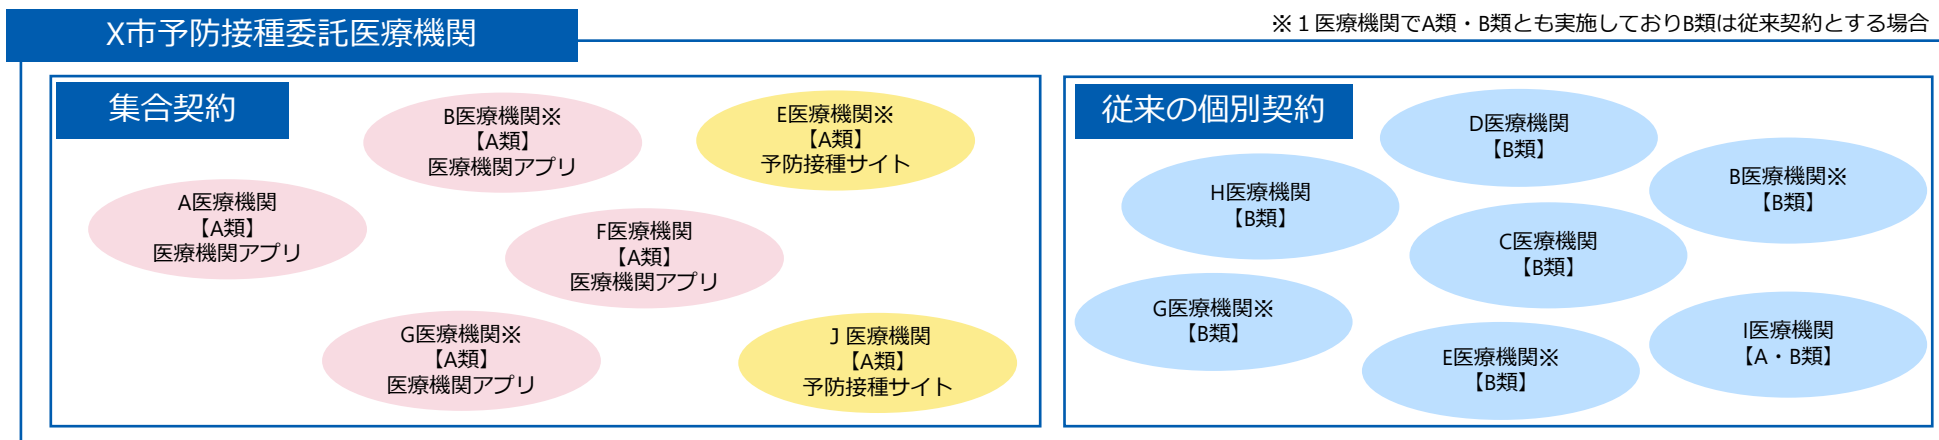 X市予防接種委託医療機関
※１医療機関でA類・B類とも実施しておりB類は従来契約とする場合
集合契約
B医療機関※
【A類】
医療機関アプリ
E医療機関※
【A類】
予防接種サイト
A医療機関
【A類】
医療機関アプリ
F医療機関
【A類】
医療機関アプリ
G医療機関※
【A類】
医療機関アプリ
Ｊ医療機関
【A類】
予防接種サイト
従来の個別契約
D医療機関
【B類】
B医療機関※
【B類】
H医療機関
【B類】
C医療機関
【B類】
G医療機関※
【B類】
I医療機関
【A・B類】
E医療機関※
【B類】